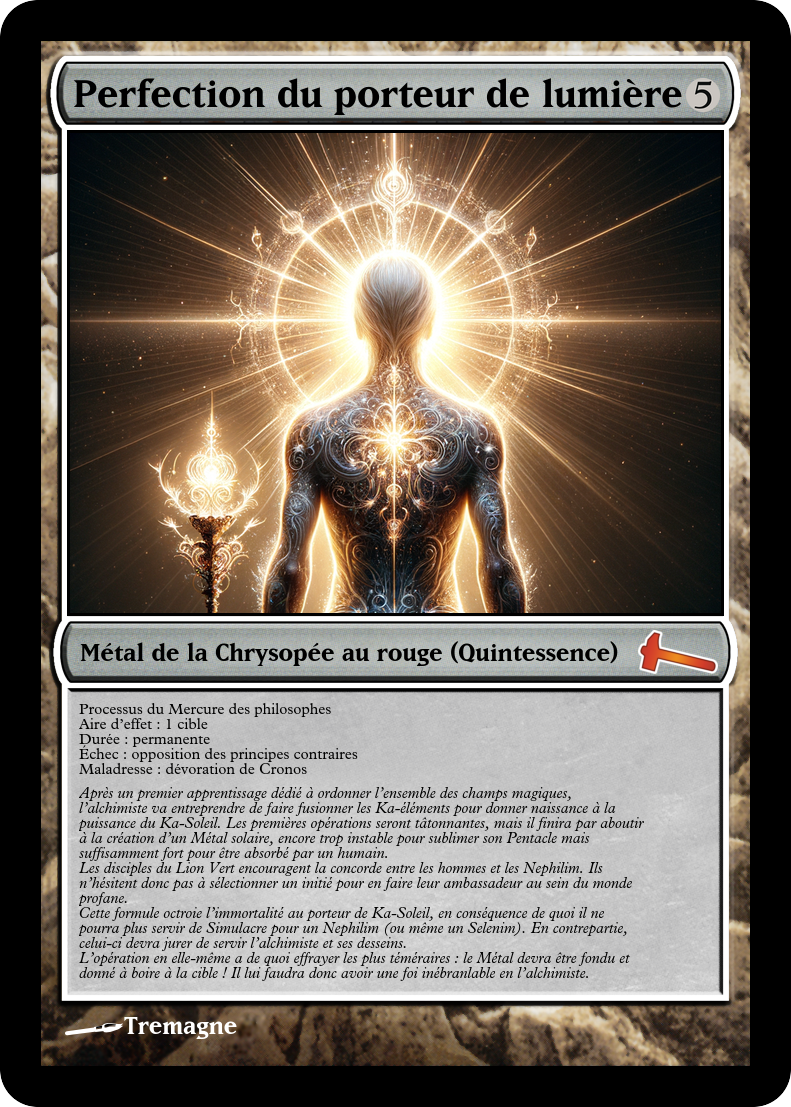 Perfection du porteur de lumière 5
Métal de la Chrysopée au rouge (Quintessence)
Processus du Mercure des philosophes
Aire d'effet : 1 cible
Durée : permanente
Échec : opposition des principes contraires
Maladresse : dévoration de Cronos
Après un premier apprentissage dédié à ordonner l'ensemble des champs magiques,
l'alchimiste va entreprendre de faire fusionner les Ka-éléments pour donner naissance à la
puissance du Ka-Soleil. Les premières opérations seront tâtonnantes, mais il finira par aboutir
à la création d'un Métal solaire, encore trop instable pour sublimer son Pentacle mais
suffisamment fort pour être absorbé par un humain.
Les disciples du Lion Vert encouragent la concorde entre les hommes et les Nephilim. Ils
n'hésitent donc pas à sélectionner un initié pour en faire leur ambassadeur au sein du monde
profane.
Cette formule octroie l'immortalité au porteur de Ka-Soleil, en conséquence de quoi il ne
pourra plus servir de Simulacre pour un Nephilim (ou même un Selenim). En contrepartie,
celui-ci devra jurer de servir l'alchimiste et ses desseins.
L'opération en elle-même a de quoi effrayer les plus téméraires : le Métal devra être fondu et
donné à boire à la cible ! Il lui faudra donc avoir une foi inébranlable en l'alchimiste.
Tremagne